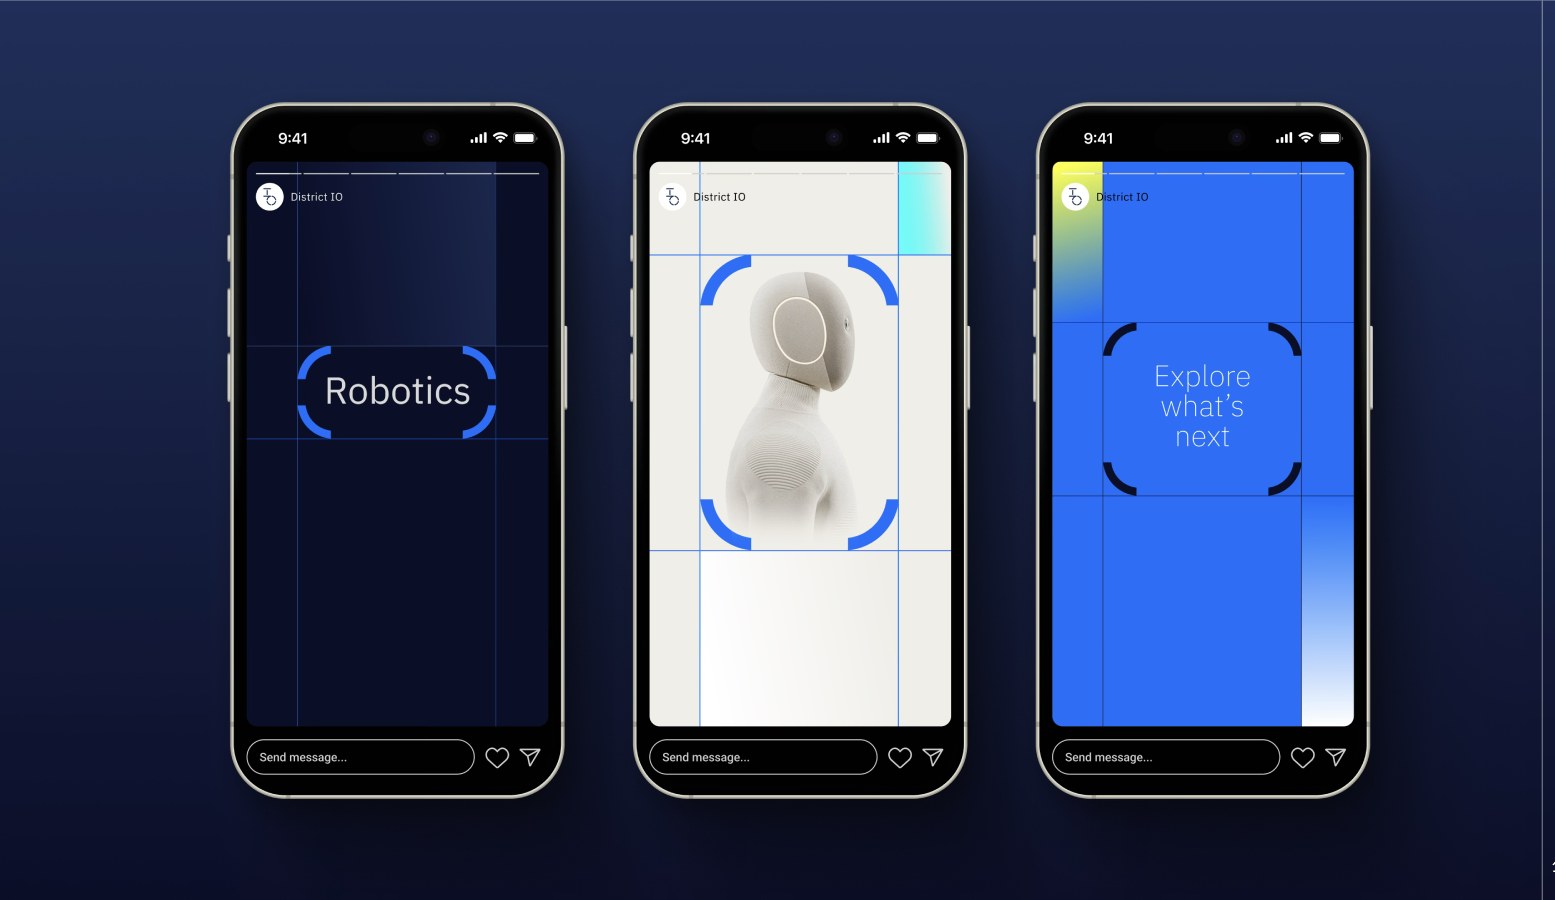 9:41
District IO
Robotics
Send message...
9:41
District IO
Send message...
9:41
District IO
Explore
what's
next
Send message...